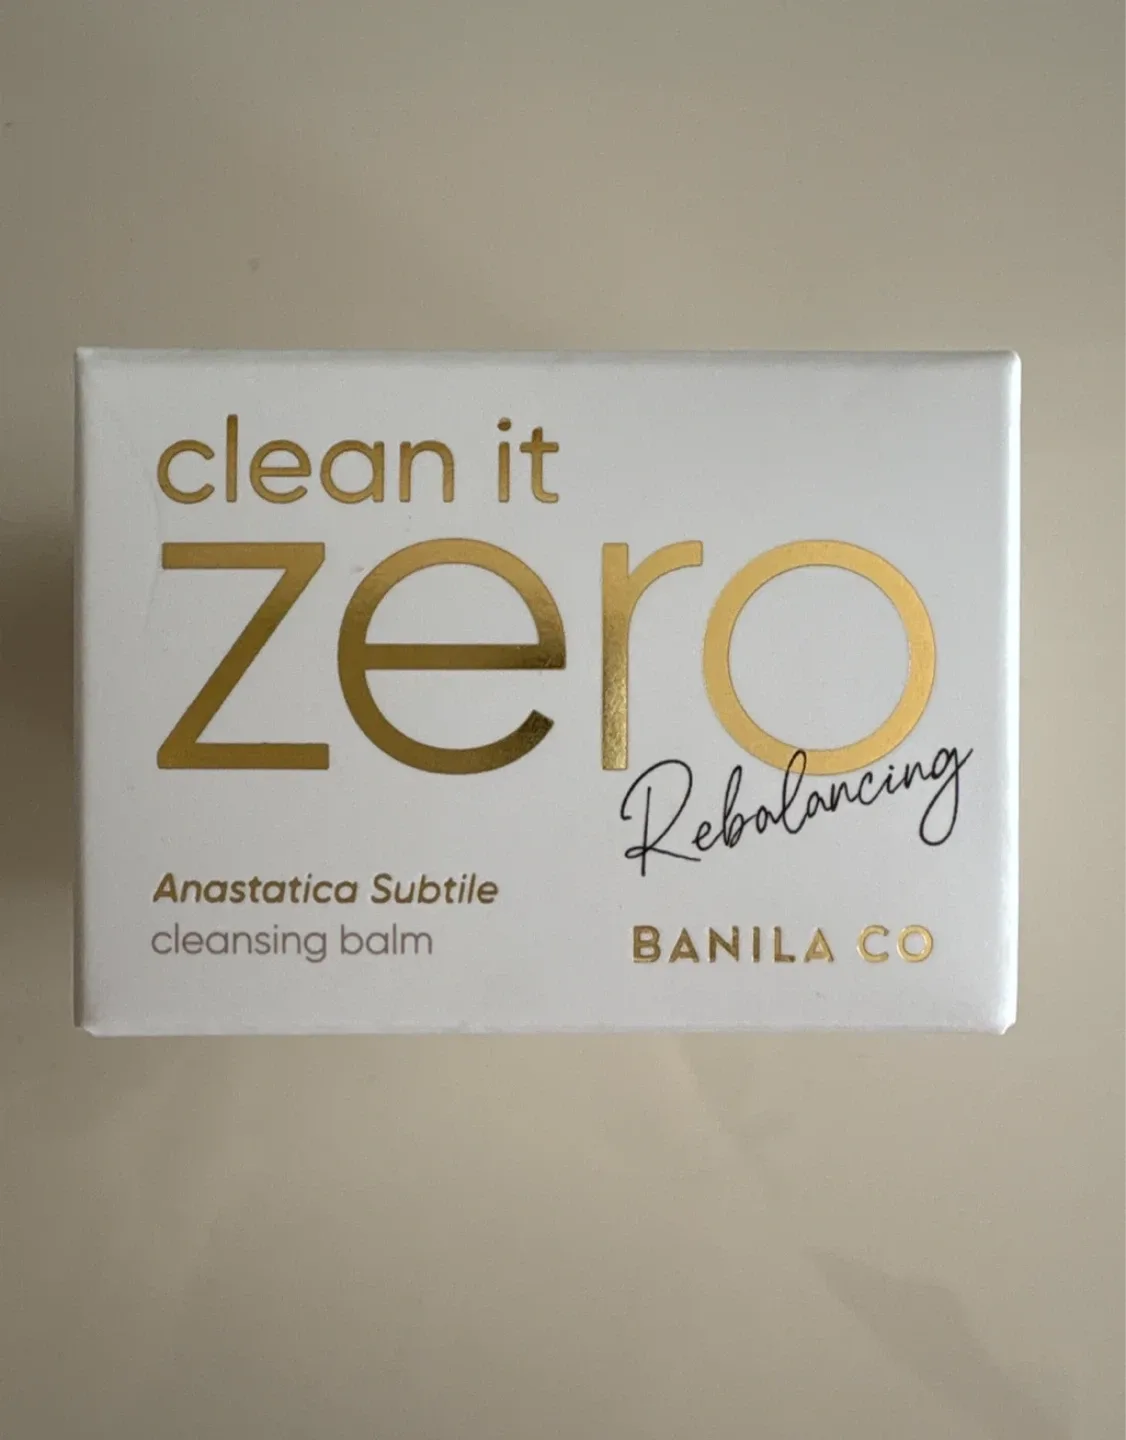 clean it
zero
Rebalancing
Anastatica Subtile
cleansing balm
BANILA CO